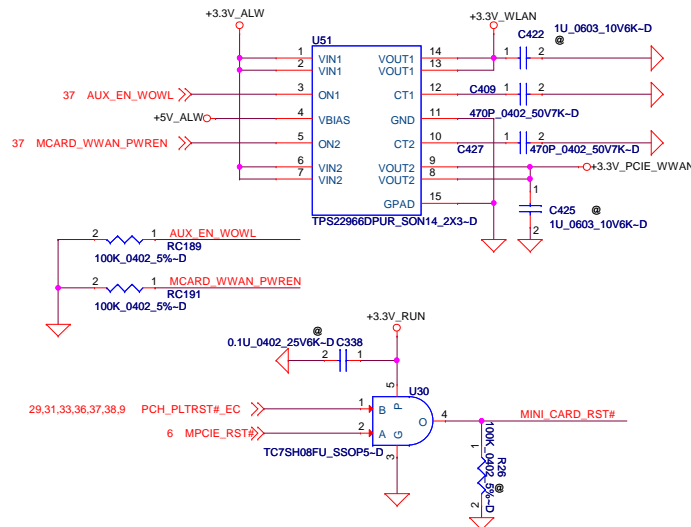 +3.3V_ALW
+3.3V_WLAN
U51
C422
1U_0603_10V6K~D
@
1 VIN1 VOUT1 14 1 2
2 VIN1 VOUT1 13
37 AUX_EN_WOWL 3 ON1 CT1 12 C409 1 2
+5V_ALW 4 VBIAS GND 11 470P_0402_50V7K~D
37 MCARD_WWAN_PWREN 5 ON2 CT2 10 1 2
C427 470P_0402_50V7K~D
6 VIN2 VOUT2 9 +3.3V_PCIE_WWAN
7 VIN2 VOUT2 8
GPAD 15
1
C425 @
1U_0603_10V6K~D
2
TPS22966DPUR_SON14_2X3~D
2 1 AUX_EN_WOWL
RC189
100K_0402_5%~D
2 1 MCARD_WWAN_PWREN
RC191
100K_0402_5%~D
+3.3V_RUN
@
0.1U_0402_25V6K~D C338
2 1
U30
5
29,31,33,36,37,38,9 PCH_PLTRST#_EC 1 B P
O 4 MINI_CARD_RST#
6 MPCIE_RST# 2 A G
3
TC7SH08FU_SSOP5~D
1
R26 @
100K_0402_5%~D
2